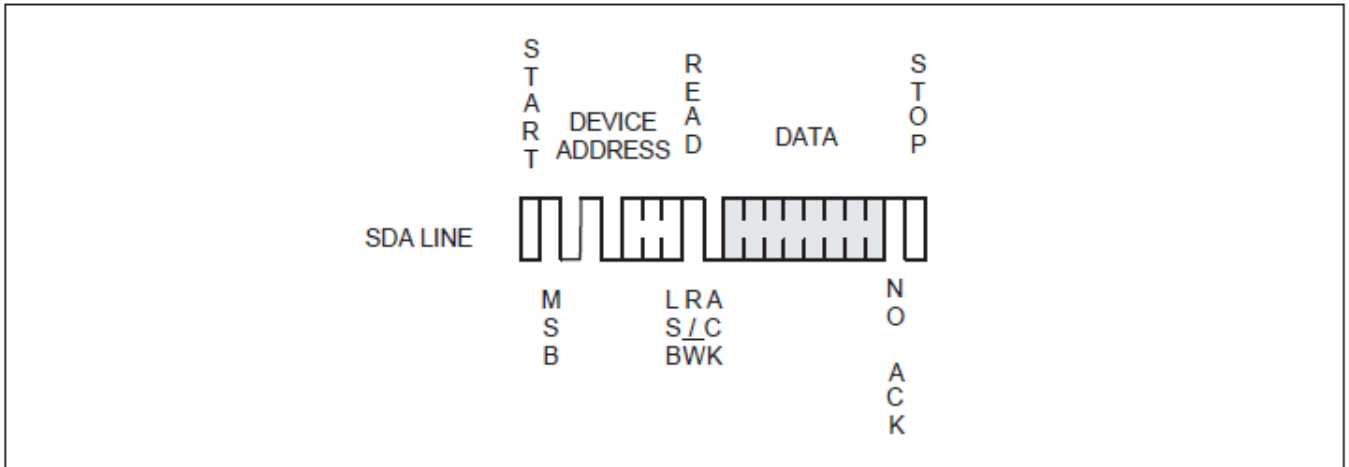 START
DEVICE
ADDRESS
READ
DATA
STOP
SDA LINE
MSB
LSB
R/W
ACK
NO ACK